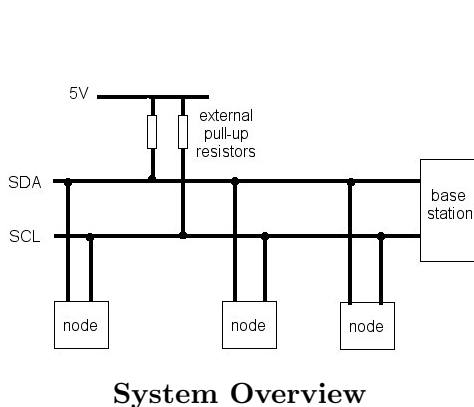 5V
external
pull-up
resistors
SDA
base
station
SCL
node
node
node
System Overview